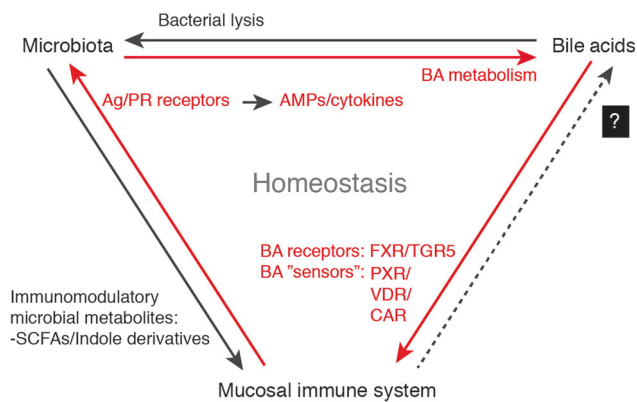 Bacterial lysis
Microbiota
Bile acids
BA metabolism
Ag/PR receptors
AMPs/cytokines
?
Homeostasis
BA receptors: FXR/TGR5
BA "sensors": PXR/
VDR/
CAR
Immunomodulatory
microbial metabolites:
-SCFAs/Indole derivatives
Mucosal immune system